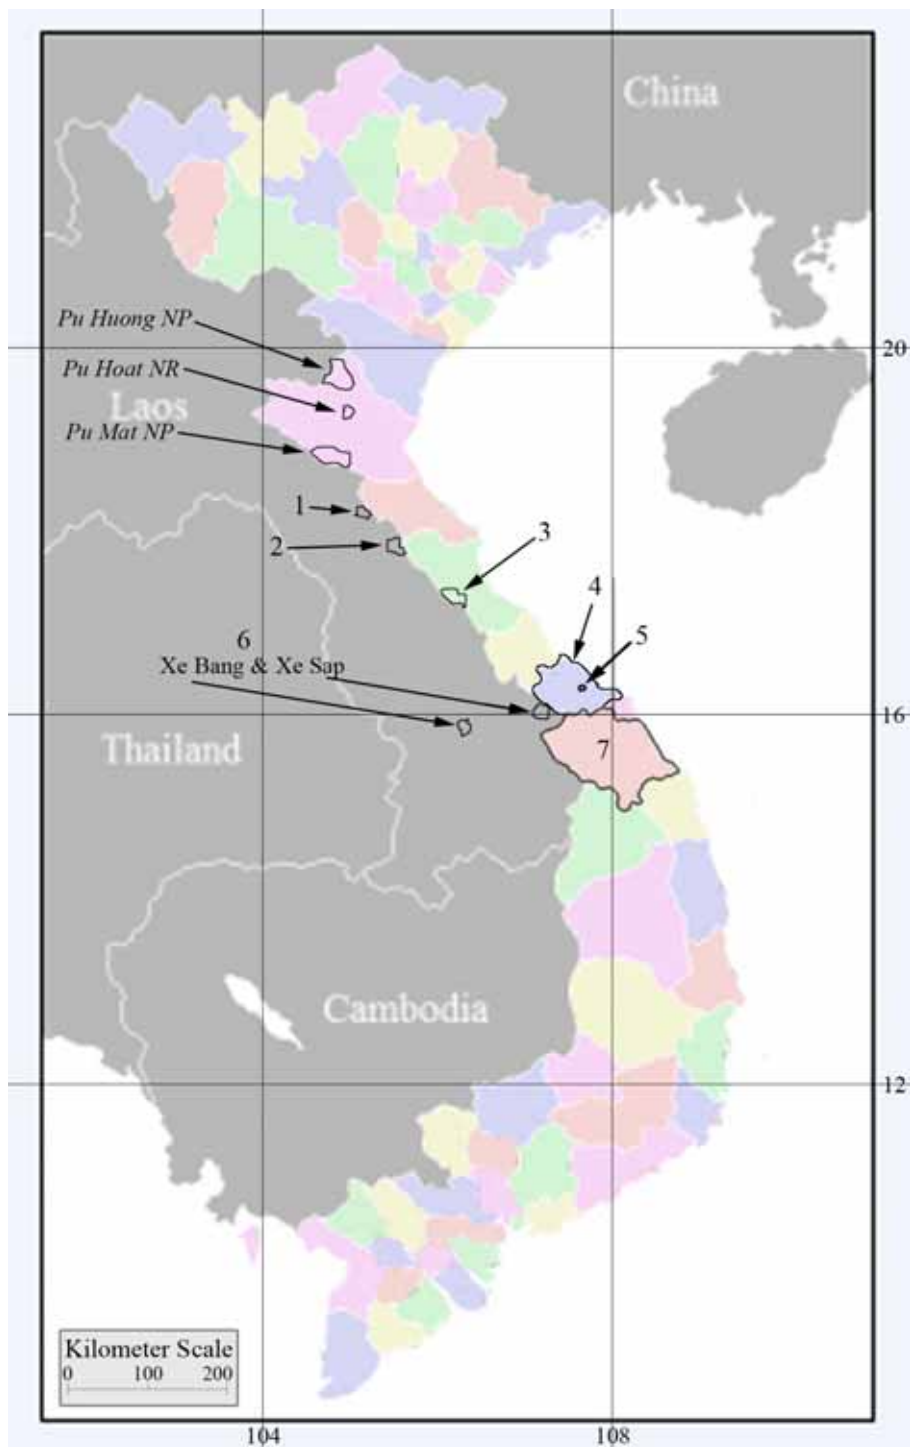 China
Pu Huong NP
20
Pu Hoat NR
Laos
Pu Mat NP
1
2
3
4
5
6
Xe Bang & Xe Sap
16
Thailand
7
Cambodia
12
Kilometer Scale
0 100 200
104 108